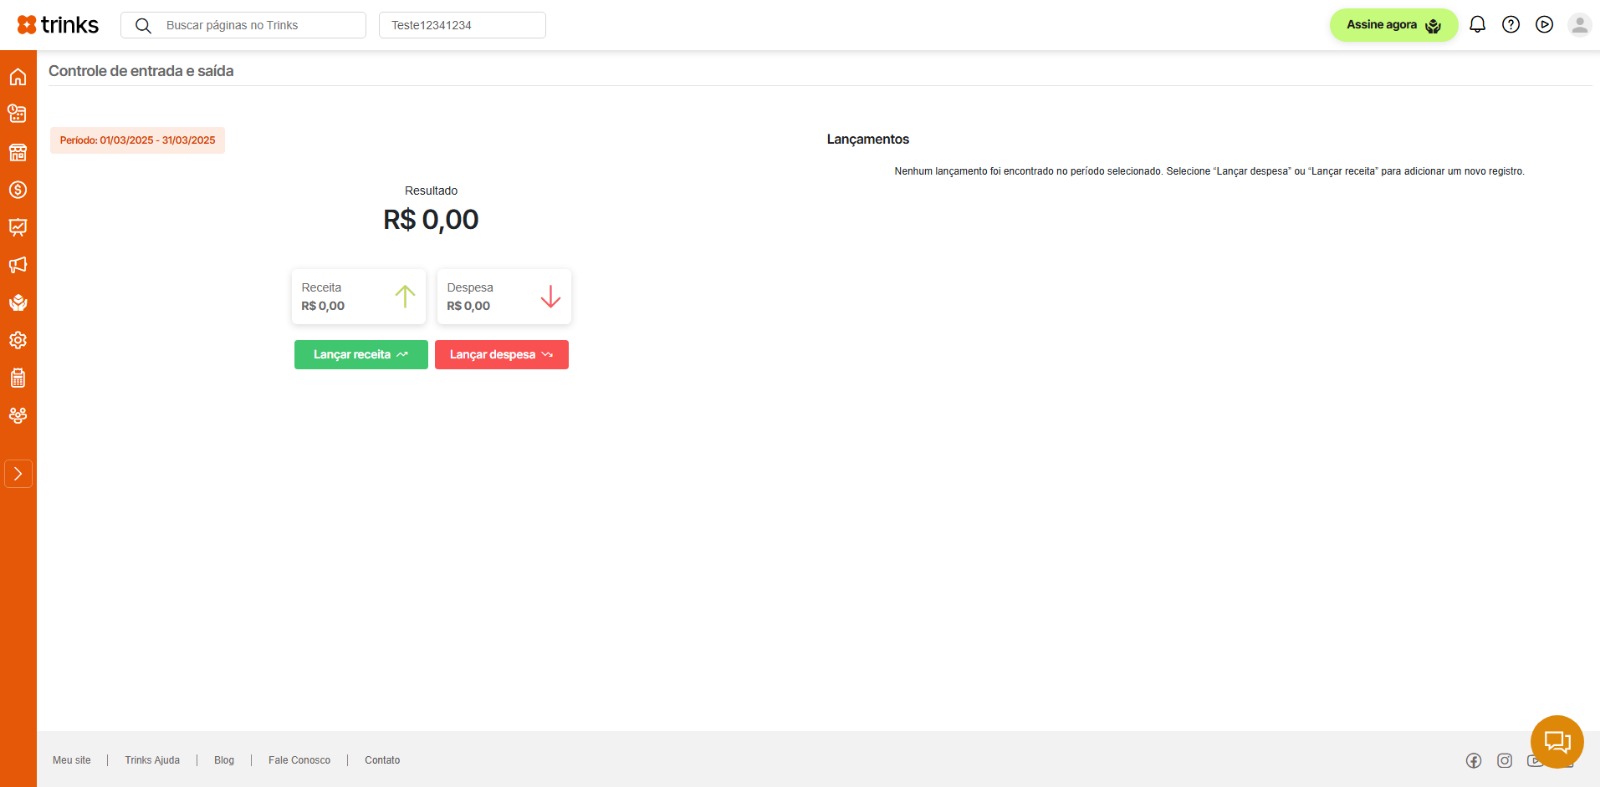 trinks
Buscar páginas no Trinks
Teste12341234
Assine agora
Controle de entrada e saída
Período: 01/03/2025 - 31/03/2025
Resultado
R$ 0,00
Receita
R$ 0,00
Despesa
R$ 0,00
Lançar receita
Lançar despesa
Lançamentos
Nenhum lançamento foi encontrado no período selecionado. Selecione “Lançar despesa” ou “Lançar receita” para adicionar um novo registro.
Meu site | Trinks Ajuda | Blog | Fale Conosco | Contato